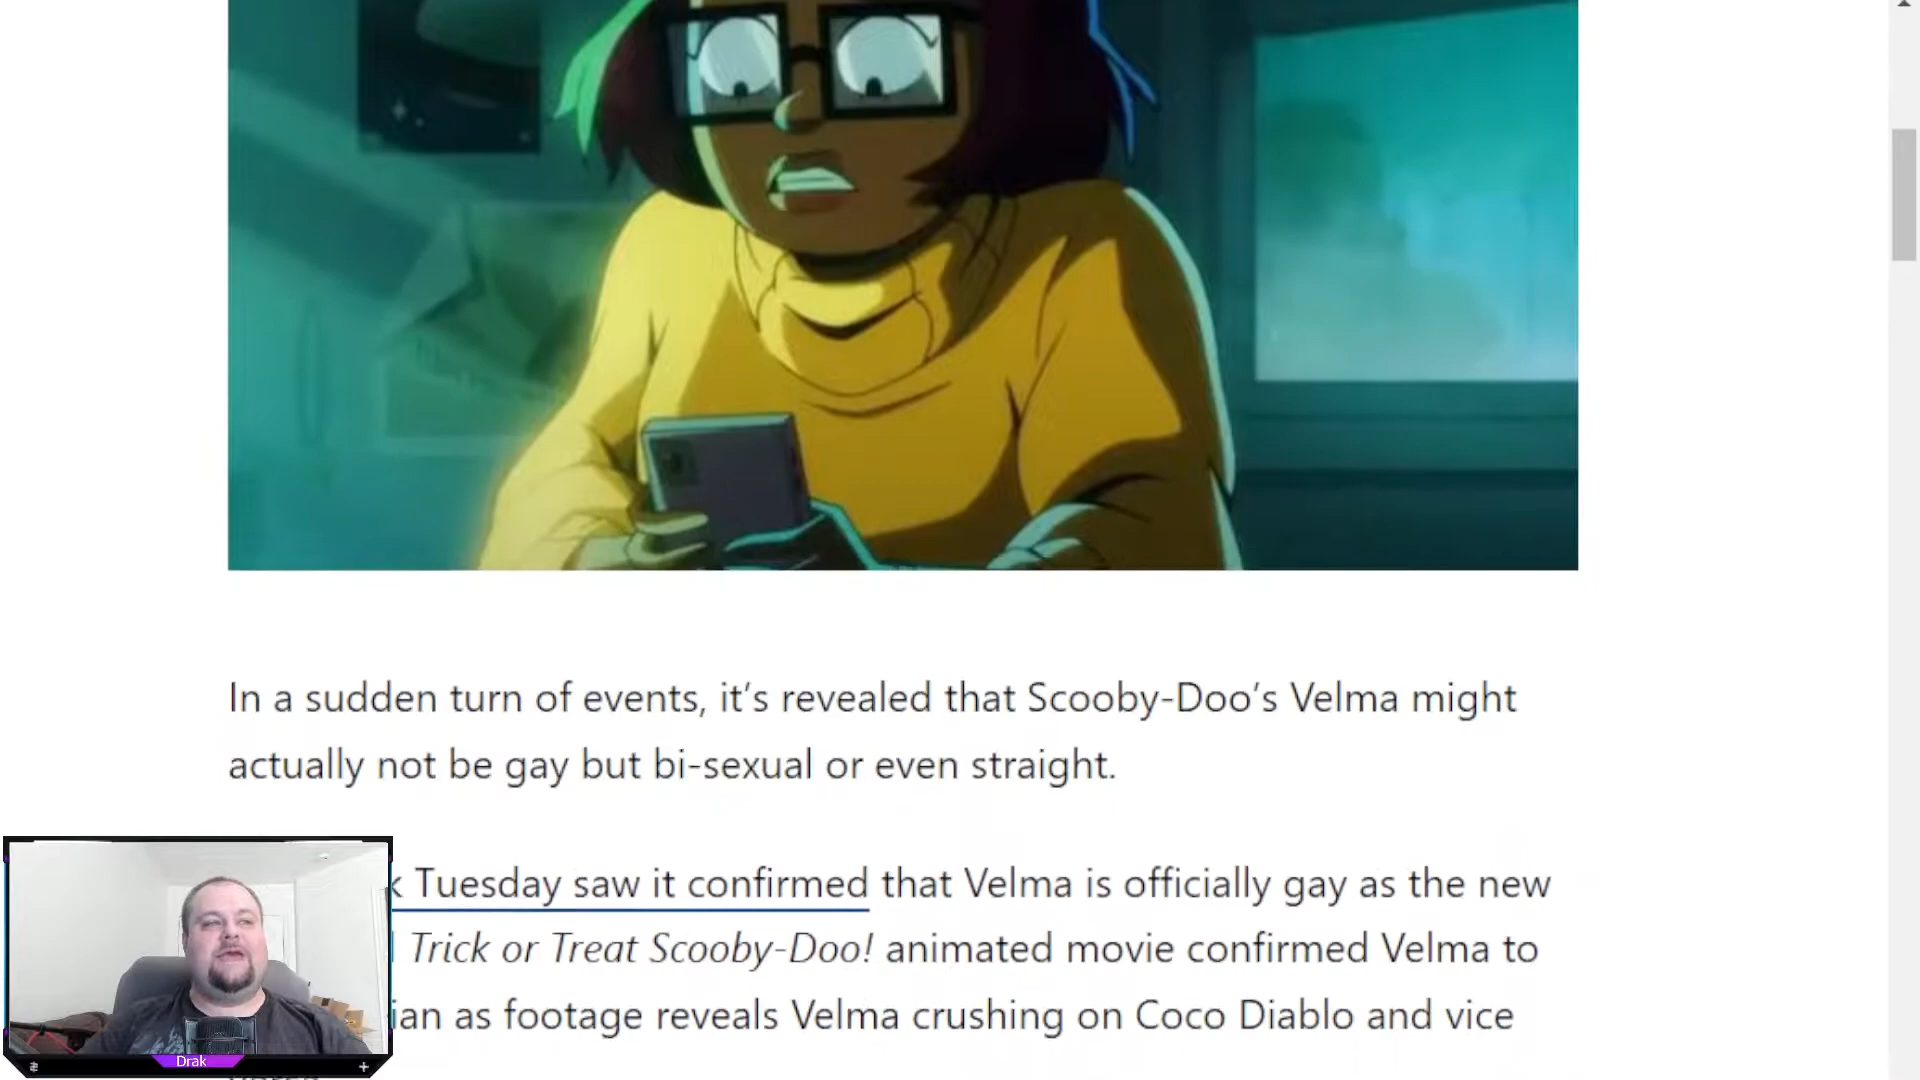 In a sudden turn of events, it’s revealed that Scooby-Doo’s Velma might
actually not be gay but bi-sexual or even straight.
Tuesday saw it confirmed that Velma is officially gay as the new
Trick or Treat Scooby-Doo! animated movie confirmed Velma to
ian as footage reveals Velma crushing on Coco Diablo and vice
Drak